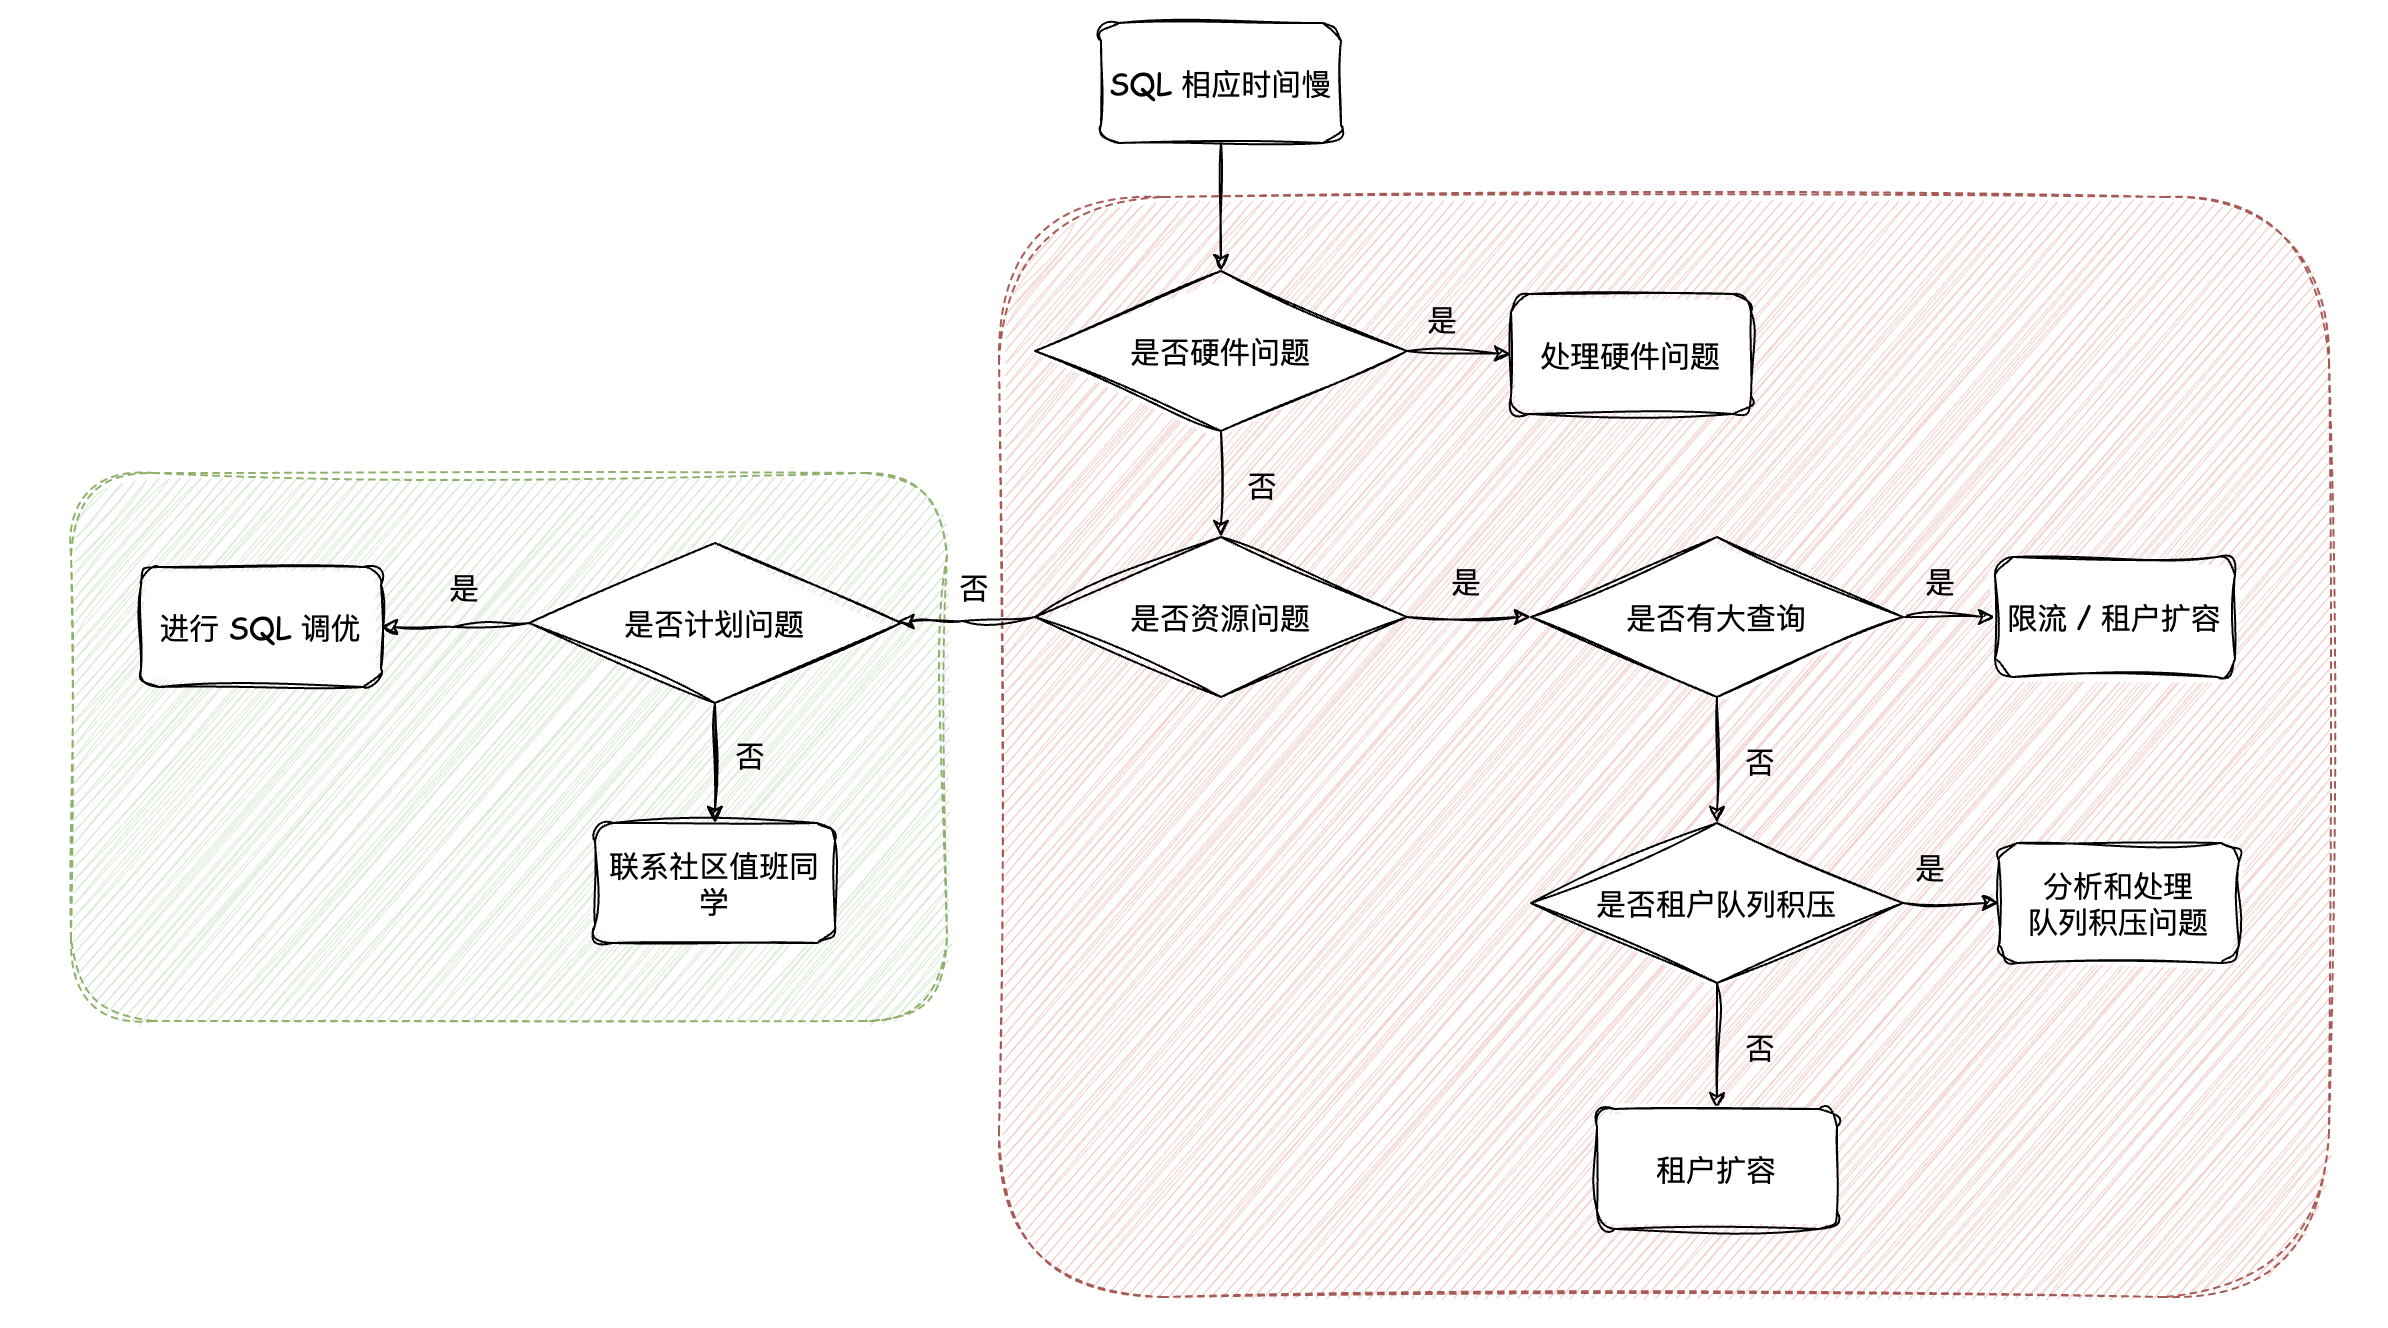 SQL 相应时间慢
是否硬件问题
是
处理硬件问题
否
进行 SQL 调优
是
是否计划问题
否
是否资源问题
是
是否有大查询
是
限流 / 租户扩容
否
联系社区值班同
学
否
是否租户队列积压
是
分析和处理
队列积压问题
否
租户扩容